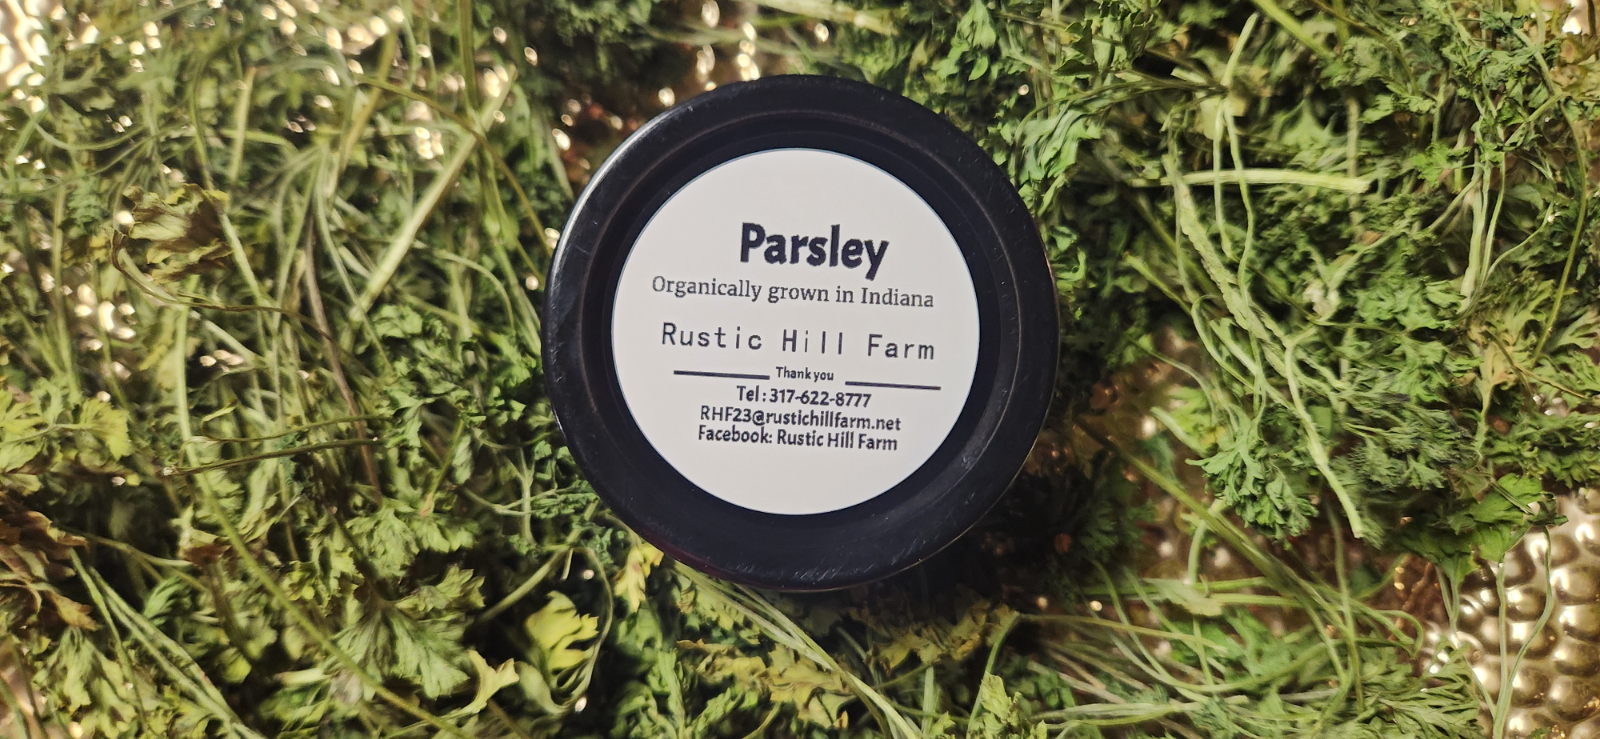 Parsley
Organically grown in Indiana
Rustic Hill Farm
Thank you
Tel : 317-622-8777
RHF23@rustichillfarm.net
Facebook: Rustic Hill Farm